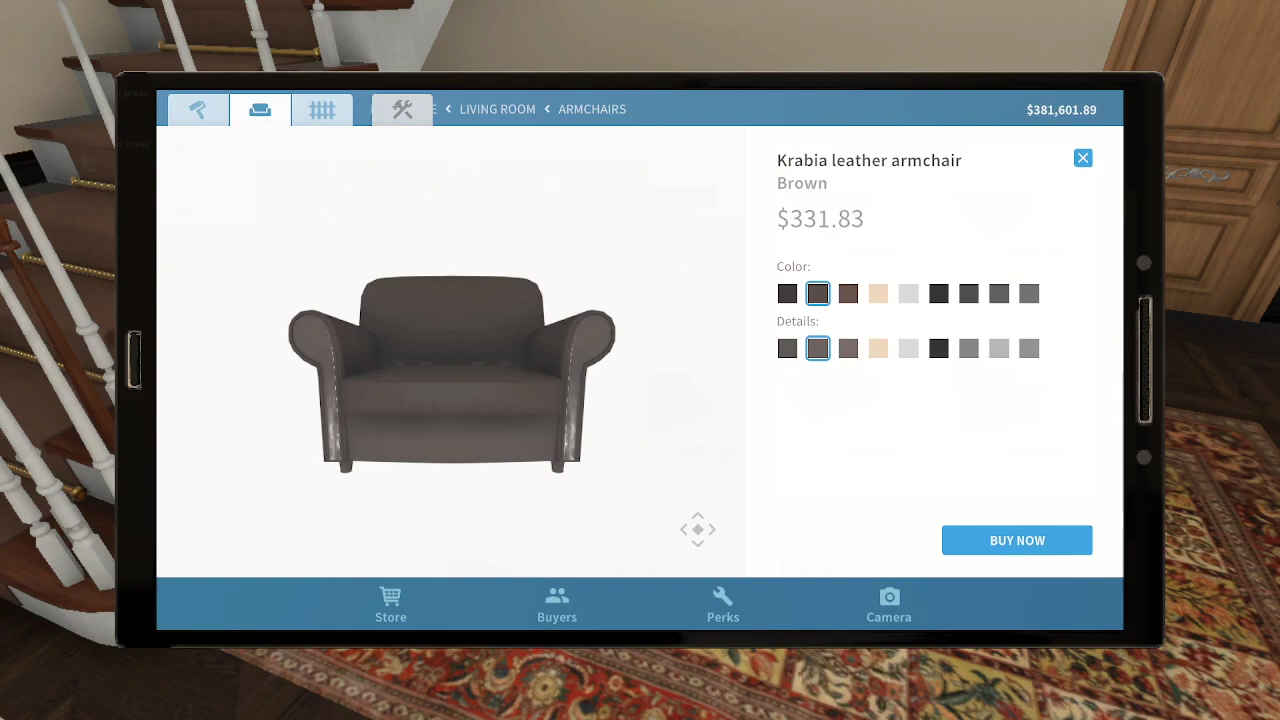 E < LIVING ROOM < ARMCHAIRS
$381,601.89
Krabia leather armchair
Brown
$331.83
Color:
Details:
BUY NOW
Store
Buyers
Perks
Camera